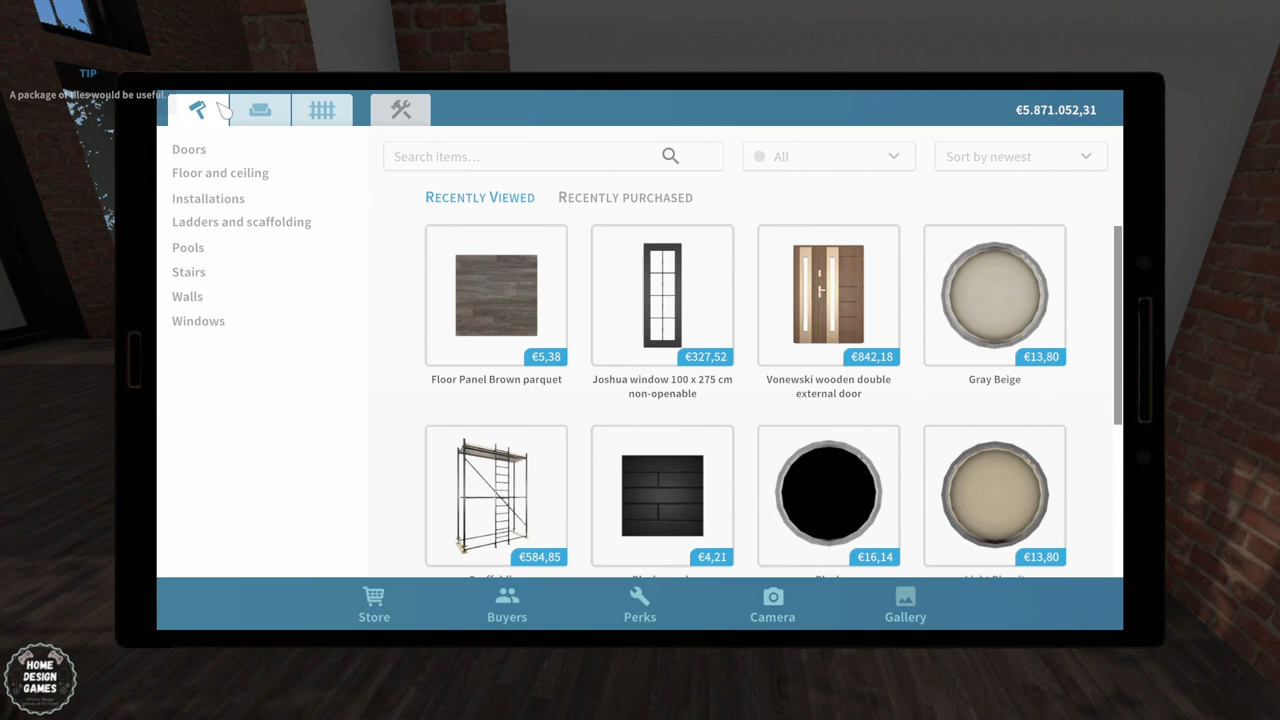 TIP
A package of tiles would be useful.
€5.871.052,31
Doors
Floor and ceiling
Installations
Ladders and scaffolding
Pools
Stairs
Walls
Windows
Search items...
All
Sort by newest
RECENTLY VIEWED
RECENTLY PURCHASED
€5,38
€327,52
€842,18
€13,80
Floor Panel Brown parquet
Joshua window 100 x 275 cm
non-openable
Vonewski wooden double
external door
Gray Beige
€584,85
€4,21
€16,14
€13,80
Store
Buyers
Perks
Camera
Gallery
HOME
DESIGN
GAMES